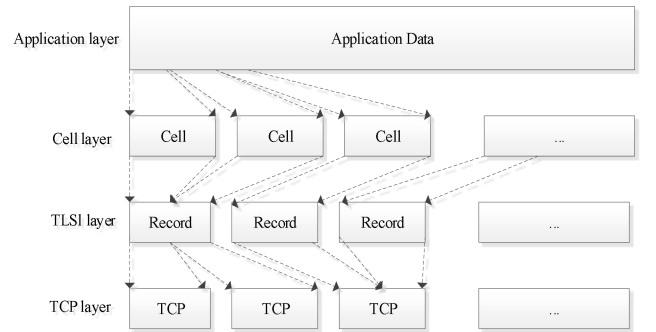 Application layer Application Data
Cell layer Cell Cell Cell ...
TLS1 layer Record Record Record ...
TCP layer TCP TCP TCP ...